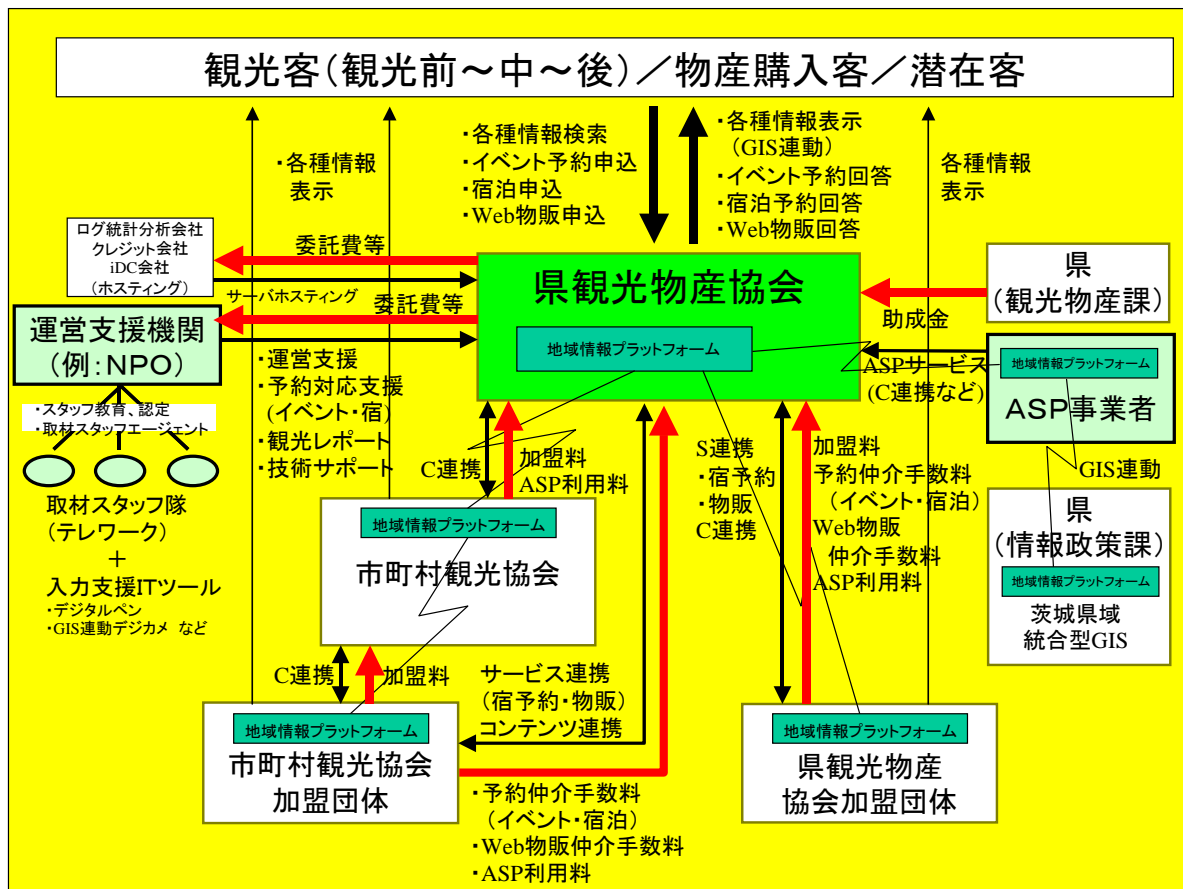 観光客(観光前～中～後)／物産購入客／潜在客
・各種情報
表示
・各種情報検索
・イベント予約申込
・宿泊申込
・Web物販申込
・各種情報表示
(GIS連動)
・イベント予約回答
・宿泊予約回答
・Web物販回答
各種情報
表示
ログ統計分析会社
クレジット会社
iDC会社
(ホスティング)
委託費等
サーバホスティング
委託費等
県観光物産協会
地域情報プラットフォーム
県
(観光物産課)
助成金
運営支援機関
(例:NPO)
・運営支援
・予約対応支援
(イベント・宿)
・観光レポート
・技術サポート
ASPサービス
(C連携など)
地域情報プラットフォーム
ASP事業者
・スタッフ教育、認定
・取材スタッフエージェント
取材スタッフ隊
(テレワーク)
＋
入力支援ITツール
・デジタルペン
・GIS連動デジカメ など
C連携
加盟料
ASP利用料
S連携
・宿予約
・物販
C連携
加盟料
予約仲介手数料
(イベント・宿泊)
Web物販
仲介手数料
ASP利用料
GIS連動
県
(情報政策課)
地域情報プラットフォーム
茨城県域
統合型GIS
地域情報プラットフォーム
市町村観光協会
C連携
加盟料
サービス連携
(宿予約・物販)
コンテンツ連携
地域情報プラットフォーム
市町村観光協会
加盟団体
地域情報プラットフォーム
県観光物産
協会加盟団体
・予約仲介手数料
(イベント・宿泊)
・Web物販仲介手数料
・ASP利用料